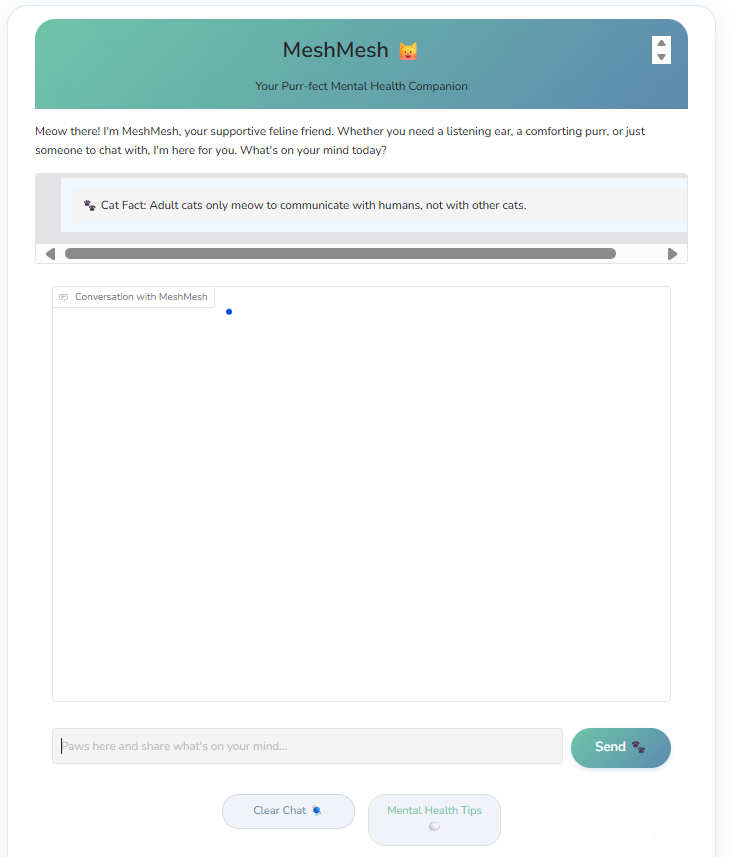 MeshMesh 😼
Your Purr-fect Mental Health Companion
Meow there! I'm MeshMesh, your supportive feline friend. Whether you need a listening ear, a comforting purr, or just
someone to chat with, I'm here for you. What's on your mind today?
🐾 Cat Fact: Adult cats only meow to communicate with humans, not with other cats.
Conversation with MeshMesh
Paws here and share what's on your mind...
Send 🐾
Clear Chat
Mental Health Tips